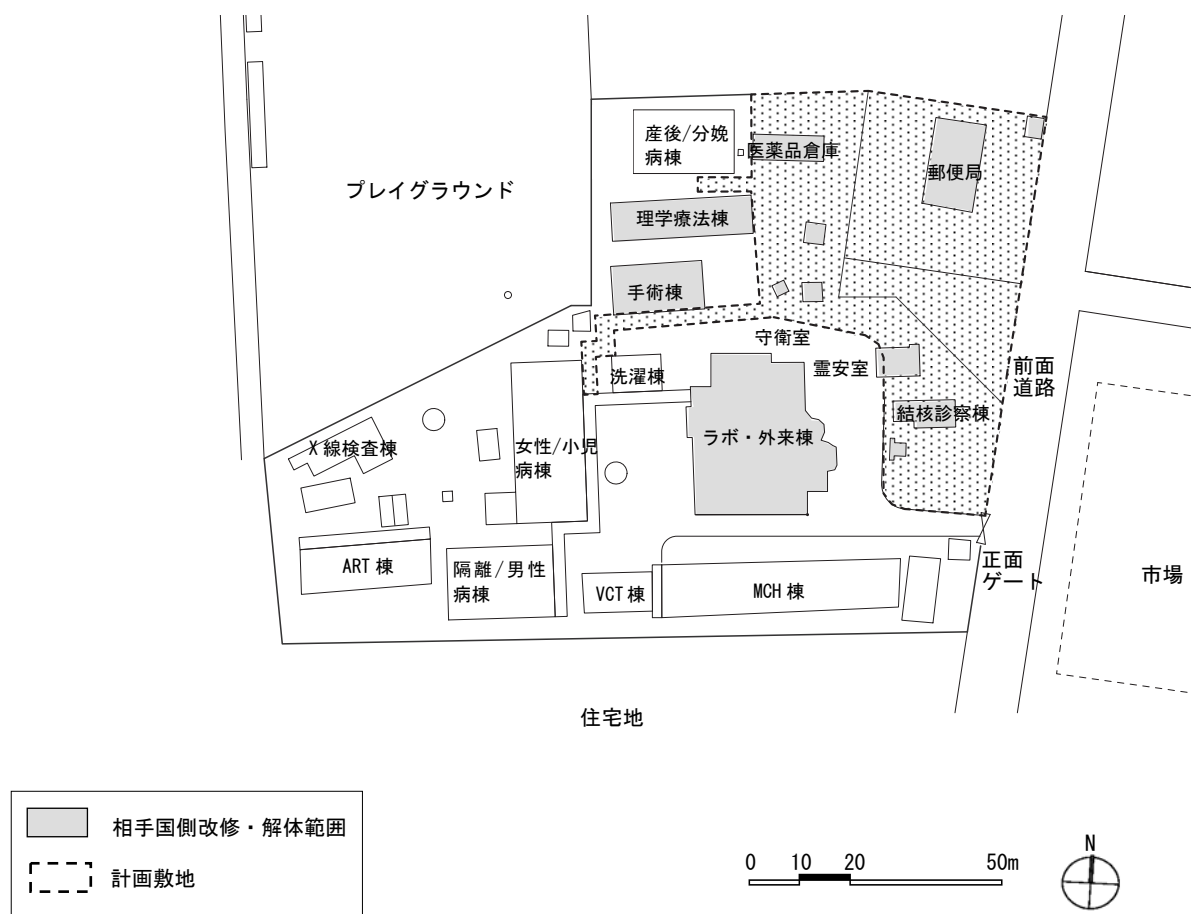 産後/分娩
病棟
医薬品倉庫
郵便局
プレイグラウンド
理学療法棟
手術棟
守衛室
霊安室
前面
道路
洗濯棟
結核診察棟
ラボ・外来棟
X 線検査棟
女性/小児
病棟
ART 棟
隔離/男性
病棟
VCT 棟
MCH 棟
正面
ゲート
市場
住宅地
相手国側改修・解体範囲
計画敷地
0 10 20 50m
N